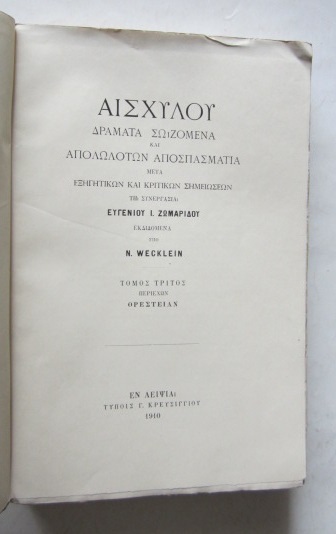 ΑΙΣΧΥΛΟΥ
ΔΡΑΜΑΤΑ ΣΩΙΖΟΜΕΝΑ
ΚΑΙ
ΑΠΟΛΩΛΟΤΩΝ ΑΠΟΣΠΑΣΜΑΤΙΑ
ΜΕΤΑ
ΕΞΗΓΗΤΙΚΩΝ ΚΑΙ ΚΡΙΤΙΚΩΝ ΣΗΜΕΙΩΣΕΩΝ
ΤΗΙ ΣΥΝΕΡΓΑΣΙΑΙ
ΕΥΓΕΝΙΟΥ Ι. ΖΩΜΑΡΙΔΟΥ
ΕΚΔΙΔΟΜΕΝΑ
ΥΠΟ
N. WECKLEIN
ΤΟΜΟΣ ΤΡΙΤΟΣ
ΠΕΡΙΕΧΩΝ
ΟΡΕΣΤΕΙΑΝ
ΕΝ ΛΕΙΨΙΑΙ
ΤΥΠΟΙΣ Γ. ΚΡΕΥΣΙΓΓΙΟΥ
1910